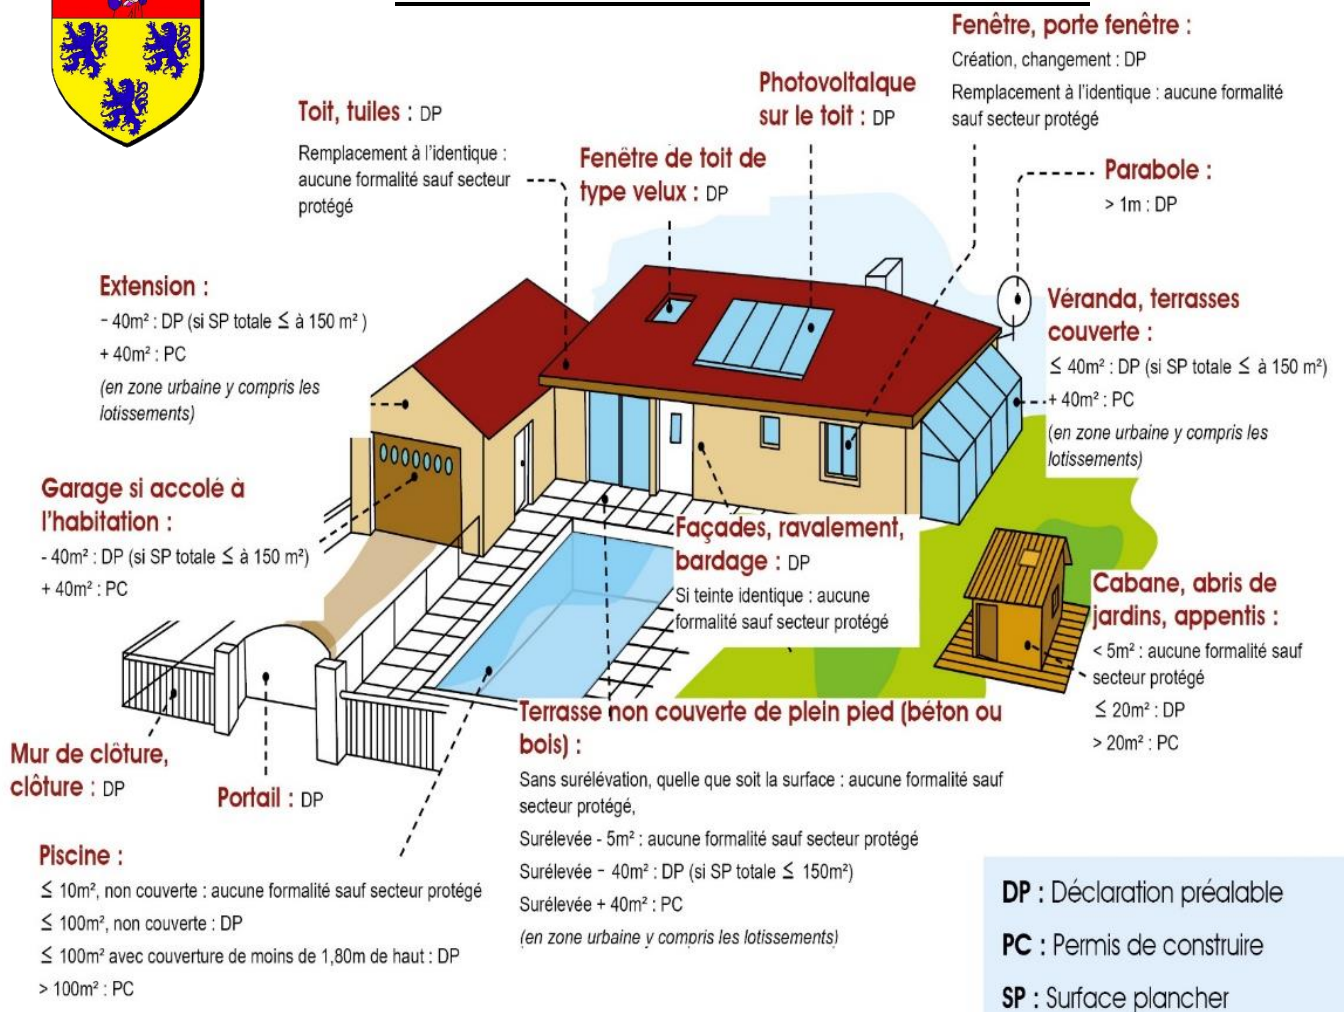 Fenêtre, porte fenêtre :
Création, changement : DP
Remplacement à l'identique : aucune formalité
sauf secteur protégé
Photovoltaïque
sur le toit : DP
Toit, tuiles : DP
Remplacement à l'identique :
aucune formalité sauf secteur
protégé
Fenêtre de toit de
type velux : DP
Parabole :
> 1m : DP
Extension :
- 40m² : DP (si SP totale ≤ à 150 m² )
+ 40m² : PC
(en zone urbaine y compris les
lotissements)
Véranda, terrasses
couverte :
≤ 40m² : DP (si SP totale ≤ à 150 m²)
+ 40m² : PC
(en zone urbaine y compris les
lotissements)
Garage si accolé à
l'habitation :
- 40m² : DP (si SP totale ≤ à 150 m²)
+ 40m² : PC
Façades, ravalement,
bardage : DP
Si teinte identique : aucune
formalité sauf secteur protégé
Cabane, abris de
jardins, appentis :
< 5m² : aucune formalité sauf
secteur protégé
≤ 20m² : DP
> 20m² : PC
Mur de clôture,
clôture : DP
Portail : DP
Terrasse non couverte de plein pied (béton ou
bois) :
Sans surélévation, quelle que soit la surface : aucune formalité sauf
secteur protégé,
Surélevée - 5m² : aucune formalité sauf secteur protégé
Surélevée - 40m² : DP (si SP totale ≤ 150m²)
Surélevée + 40m² : PC
(en zone urbaine y compris les lotissements)
Piscine :
≤ 10m², non couverte : aucune formalité sauf secteur protégé
≤ 100m², non couverte : DP
≤ 100m² avec couverture de moins de 1,80m de haut : DP
> 100m² : PC
DP : Déclaration préalable
PC : Permis de construire
SP : Surface plancher